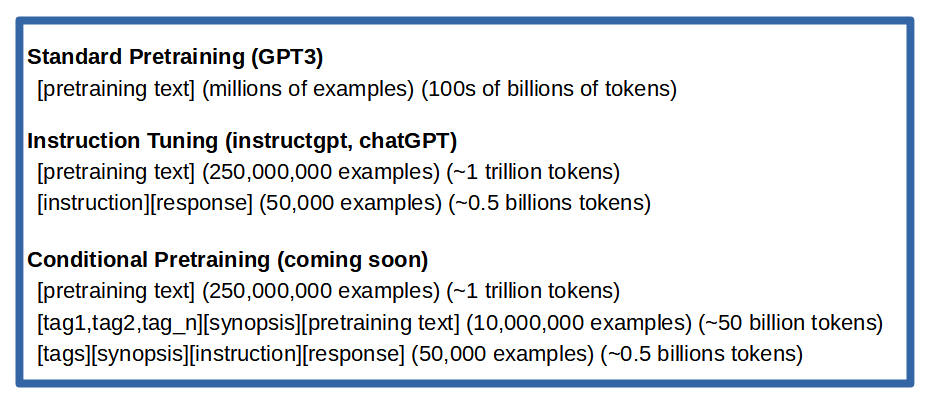 Standard Pretraining (GPT3)
[pretraining text] (millions of examples) (100s of billions of tokens)
Instruction Tuning (instructgpt, chatGPT)
[pretraining text] (250,000,000 examples) (~1 trillion tokens)
[instruction][response] (50,000 examples) (~0.5 billions tokens)
Conditional Pretraining (coming soon)
[pretraining text] (250,000,000 examples) (~1 trillion tokens)
[tag1,tag2,tag_n][synopsis][pretraining text] (10,000,000 examples) (~50 billion tokens)
[tags][synopsis][instruction][response] (50,000 examples) (~0.5 billions tokens)